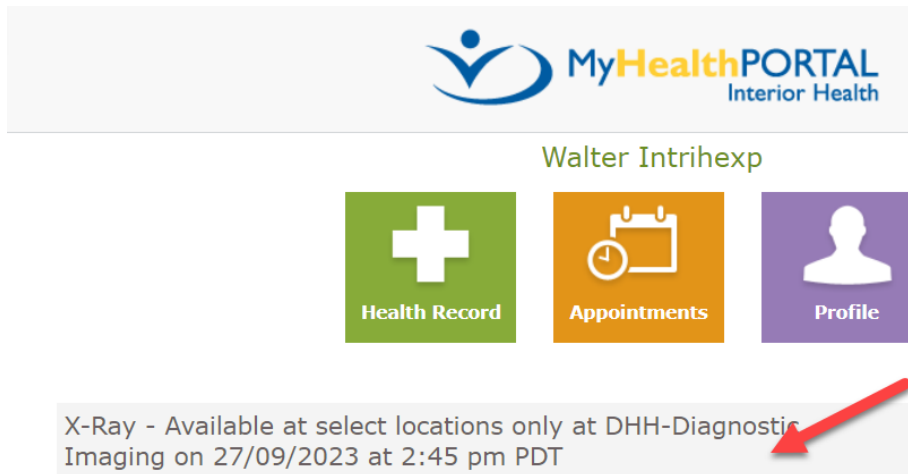 MyHealthPORTAL
Interior Health
Walter Intrihexp
Health Record
Appointments
Profile
X-Ray - Available at select locations only at DHH-Diagnostic
Imaging on 27/09/2023 at 2:45 pm PDT